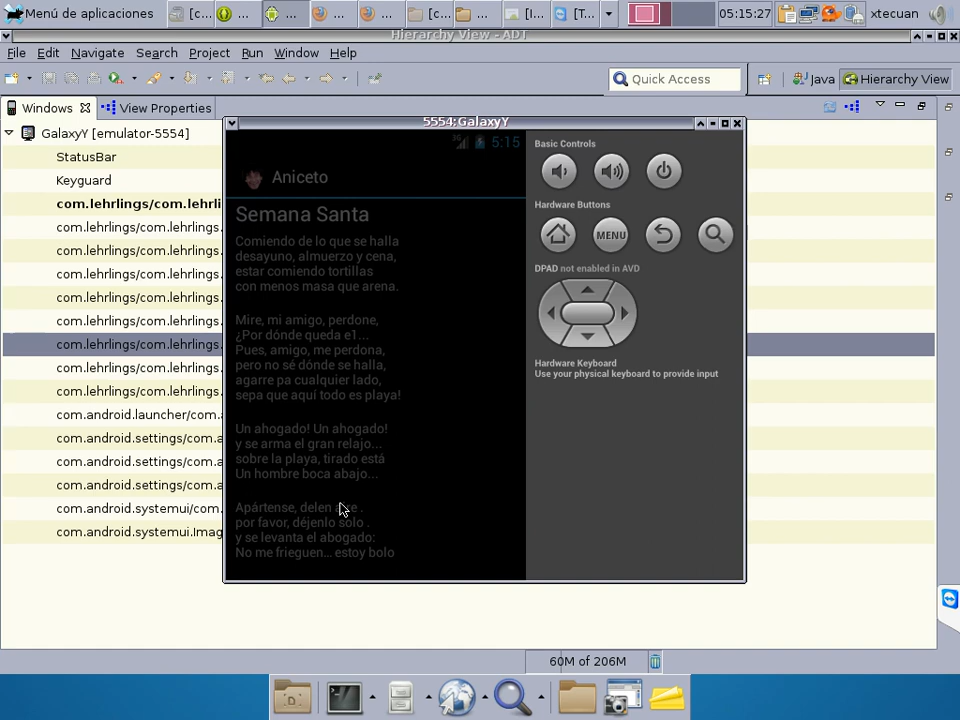 Menú de aplicaciones
[c...
...
...
...
...
[c...
...
[I...
[T...
05:15:27
xtecuan
Hierarchy View - ADT
File Edit Navigate Search Project Run Window Help
Quick Access
Java
Hierarchy View
Windows
View Properties
GalaxyY [emulator-5554]
StatusBar
Keyguard
com.lehrlings/com.lehrli
com.lehrlings/com.lehrlings.
com.lehrlings/com.lehrlings.
com.lehrlings/com.lehrlings.
com.lehrlings/com.lehrlings.
com.lehrlings/com.lehrlings.
com.lehrlings/com.lehrlings.
com.lehrlings/com.lehrlings.
com.lehrlings/com.lehrlings.
com.android.launcher/com.a
com.android.settings/com.a
com.android.settings/com.a
com.android.settings/com.a
com.android.systemui/com.
com.android.systemui.Imag
5554:GalaxyY
3G
5:15
Aniceto
Semana Santa
Comiendo de lo que se halla
desayuno, almuerzo y cena,
estar comiendo tortillas
con menos masa que arena.
Mire, mi amigo, perdone,
¿Por dónde queda e1...
Pues, amigo, me perdona,
pero no sé dónde se halla,
agarre pa cualquier lado,
sepa que aquí todo es playa!
Un ahogado! Un ahogado!
y se arma el gran relajo...
sobre la playa, tirado está
Un hombre boca abajo...
Apártense, delen .
por favor, déjenlo solo .
y se levanta el abogado:
No me frieguen... estoy bolo
Basic Controls
Hardware Buttons
MENU
DPAD not enabled in AVD
Hardware Keyboard
Use your physical keyboard to provide input
60M of 206M
D